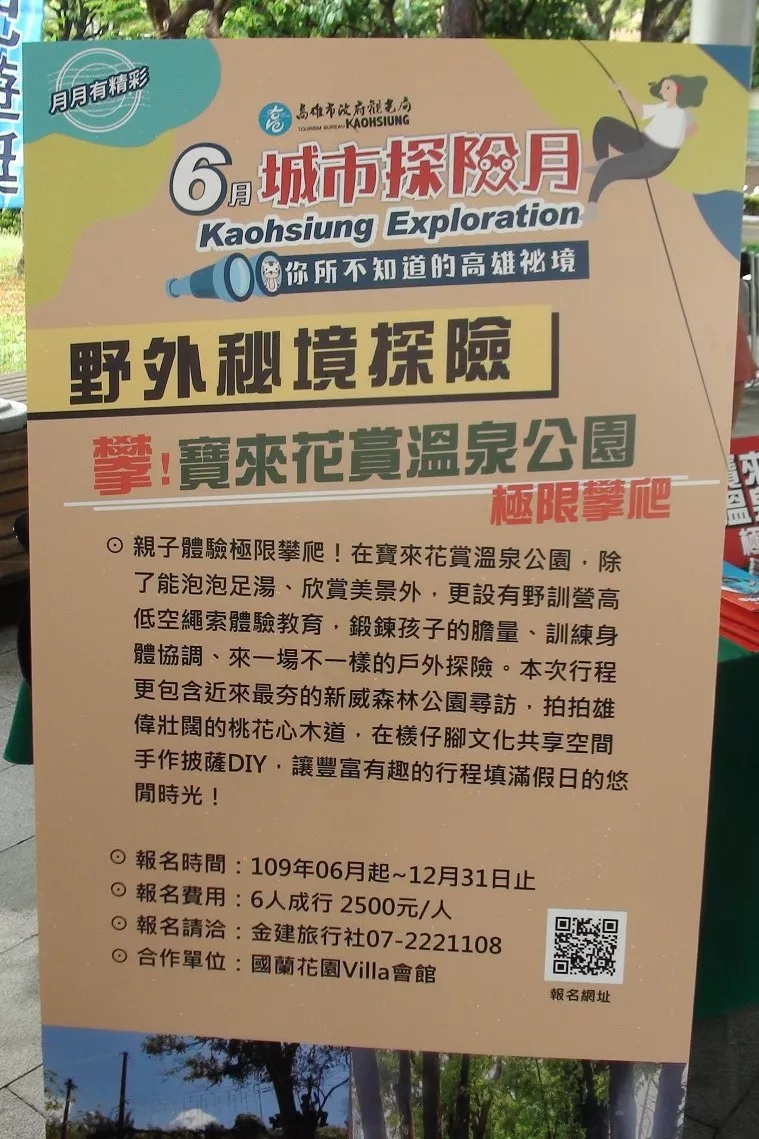 月月有精彩
高雄市政府觀光局
TOURISM BUREAU KAOHSIUNG
6月城市探險月
Kaohsiung Exploration
你所不知道的高雄祕境
野外秘境探險
攀!寶來花賞溫泉公園
極限攀爬
親子體驗極限攀爬！在寶來花賞溫泉公園，除
了能泡泡足湯、欣賞美景外，更設有野訓營高
低空繩索體驗教育，鍛鍊孩子的膽量、訓練身
體協調、來一場不一樣的戶外探險。本次行程
更包含近來最夯的新威森林公園尋訪，拍拍雄
偉壯闊的桃花心木道，在樣仔腳文化共享空間
手作披薩DIY，讓豐富有趣的行程填滿假日的悠
閒時光！
報名時間：109年06月起~12月31日止
報名費用：6人成行 2500元/人
報名請洽：金建旅行社07-2221108
合作單位：國蘭花園Villa會館
報名網址